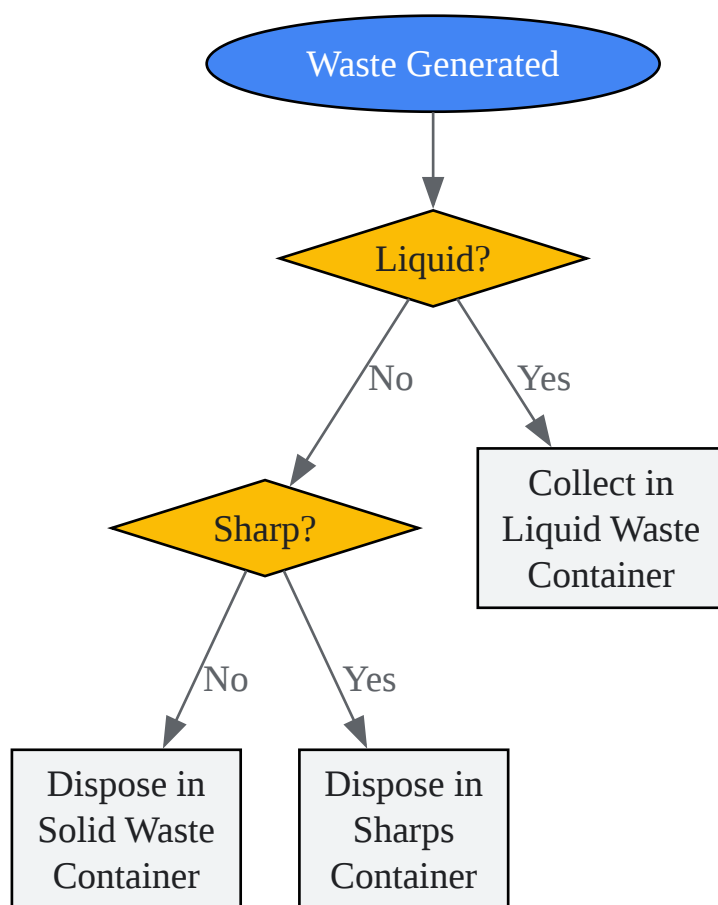 Waste Generated
Liquid?
No
Yes
Collect in
Liquid Waste
Container
Sharp?
No
Yes
Dispose in
Solid Waste
Container
Dispose in
Sharps
Container